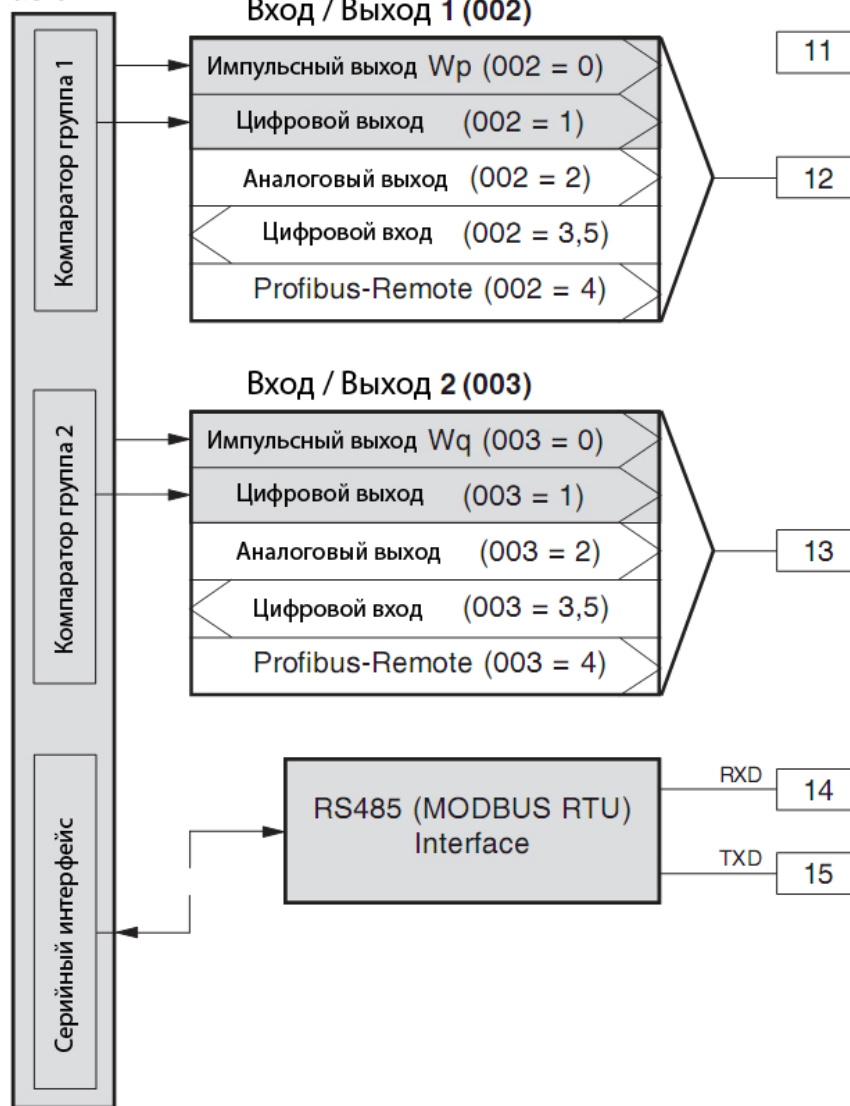 Вход / Выход 1 (002)
Компаратор группа 1
Импульсный выход Wp (002 = 0)
Цифровой выход (002 = 1)
Аналоговый выход (002 = 2)
Цифровой вход (002 = 3,5)
Profibus-Remote (002 = 4)
11
12
Вход / Выход 2 (003)
Компаратор группа 2
Импульсный выход Wq (003 = 0)
Цифровой выход (003 = 1)
Аналоговый выход (003 = 2)
Цифровой вход (003 = 3,5)
Profibus-Remote (003 = 4)
13
Серийный интерфейс
RS485 (MODBUS RTU)
Interface
RXD
14
TXD
15